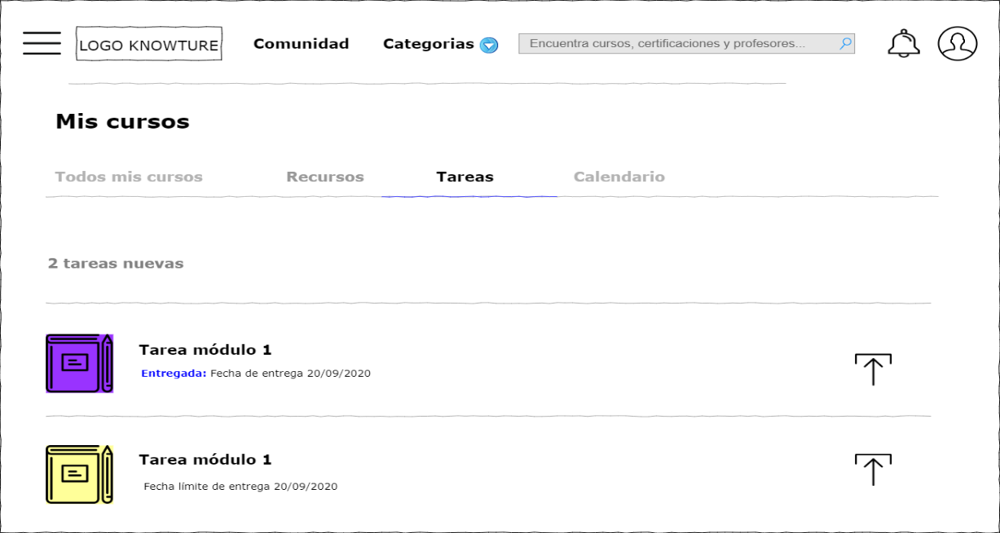 LOGO KNOWTURE
Comunidad
Categorias
Encuentra cursos, certificaciones y profesores...
Mis cursos
Todos mis cursos
Recursos
Tareas
Calendario
2 tareas nuevas
Tarea módulo 1
Entregada: Fecha de entrega 20/09/2020
Tarea módulo 1
Fecha límite de entrega 20/09/2020